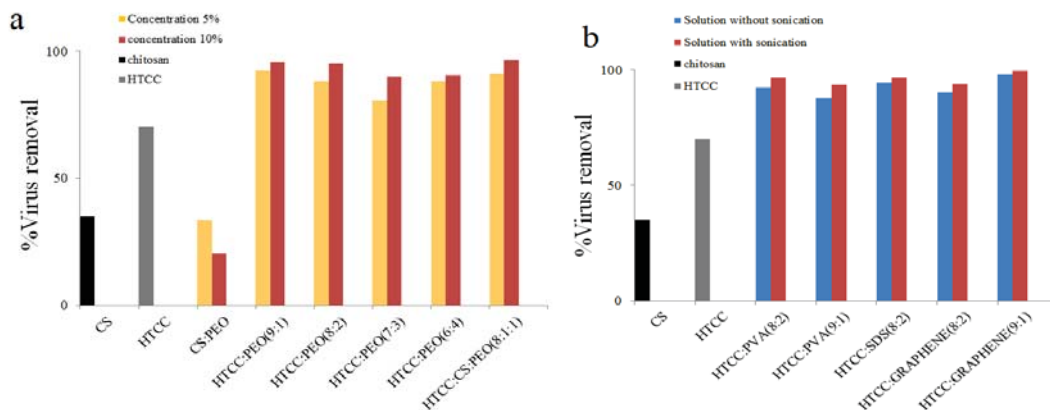 a
Concentration 5%
concentration 10%
chitosan
HTCC
100
50
0
%Virus removal
CS
HTCC
CS:PEO
HTCC:PEO(9:1)
HTCC:PEO(8:2)
HTCC:PEO(7:3)
HTCC:PEO(6:4)
HTCC:CS:PEO(8:1:1)
b
Solution without sonication
Solution with sonication
chitosan
HTCC
100
50
0
%Virus removal
CS
HTCC
HTCC:PVA(8:2)
HTCC:PVA(9:1)
HTCC:SDS(8:2)
HTCC:GRAPHENE(8:2)
HTCC:GRAPHENE(9:1)